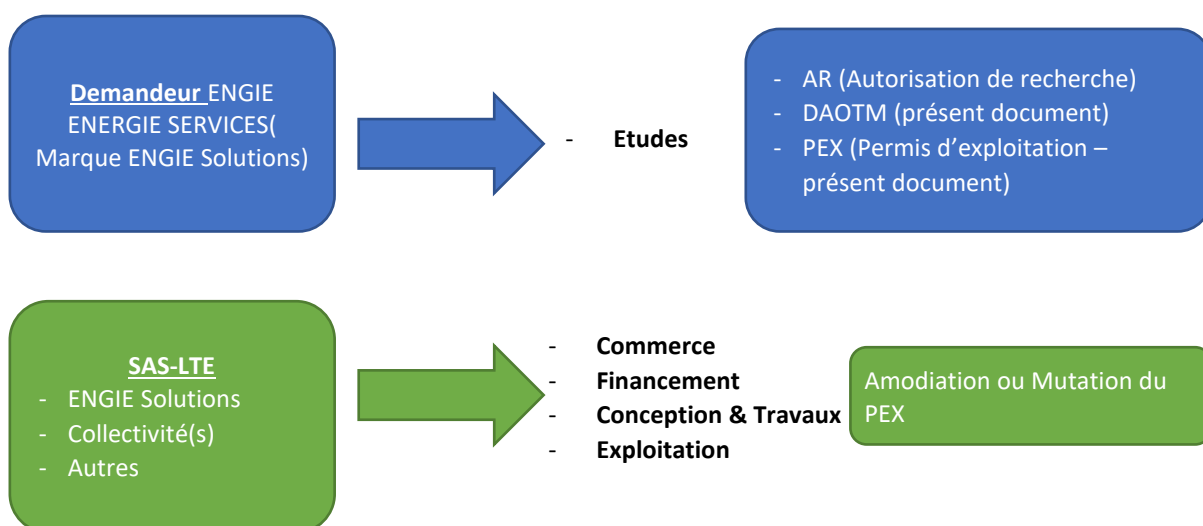 Demandeur ENGIE
ENERGIE SERVICES(
Marque ENGIE Solutions)
- Etudes
- AR (Autorisation de recherche)
- DAOTM (présent document)
- PEX (Permis d'exploitation –
présent document)
SAS-LTE
- ENGIE Solutions
- Collectivité(s)
- Autres
- Commerce
- Financement
- Conception & Travaux
- Exploitation
Amodiation ou Mutation du
PEX